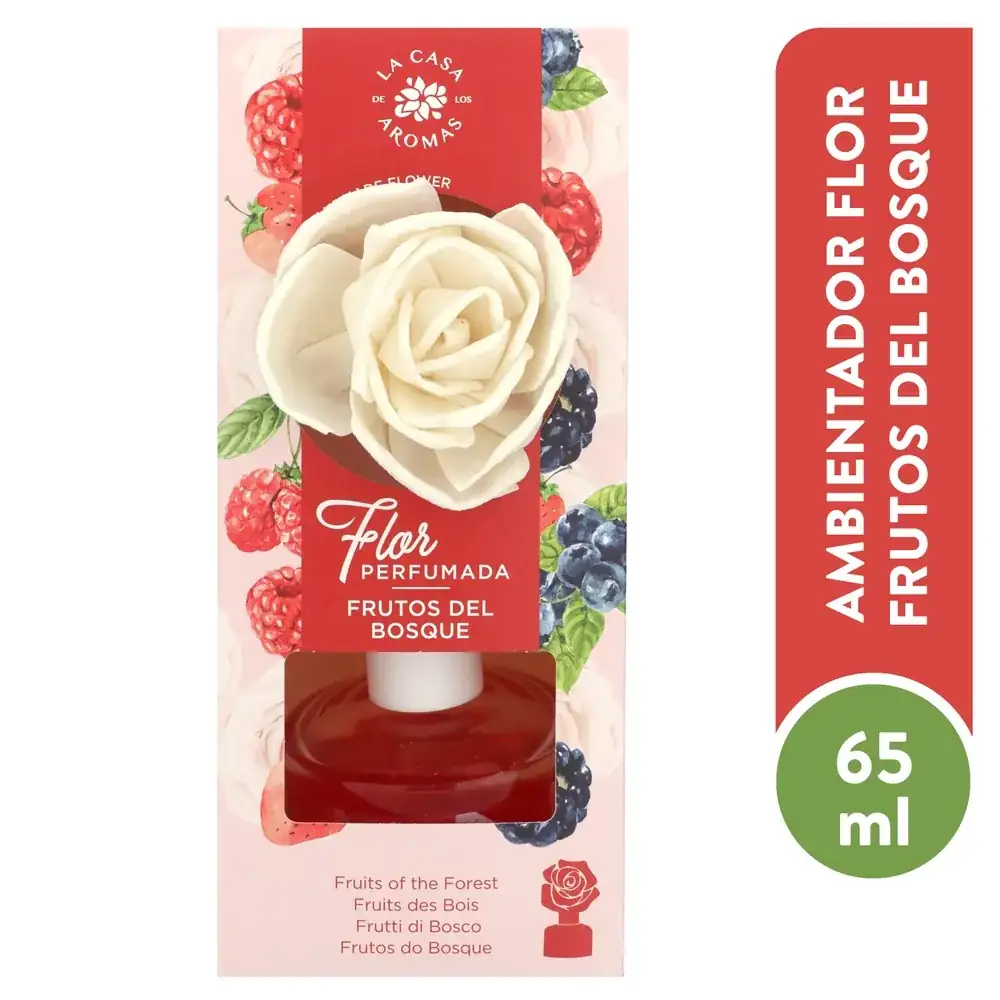 LA CASA
DE LOS
AROMAS
FLOWER
Flor
PERFUMADA
FRUTOS DEL
BOSQUE
Fruits of the Forest
Fruits des Bois
Frutti di Bosco
Frutos do Bosque
AMBIENTADOR FLOR
FRUTOS DEL BOSQUE
65
ml